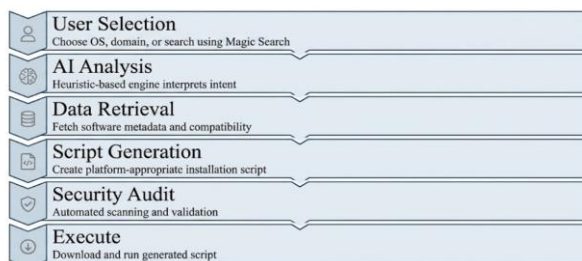 User Selection
Choose OS, domain, or search using Magic Search
AI Analysis
Heuristic-based engine interprets intent
Data Retrieval
Fetch software metadata and compatibility
Script Generation
Create platform-appropriate installation script
Security Audit
Automated scanning and validation
Execute
Download and run generated script